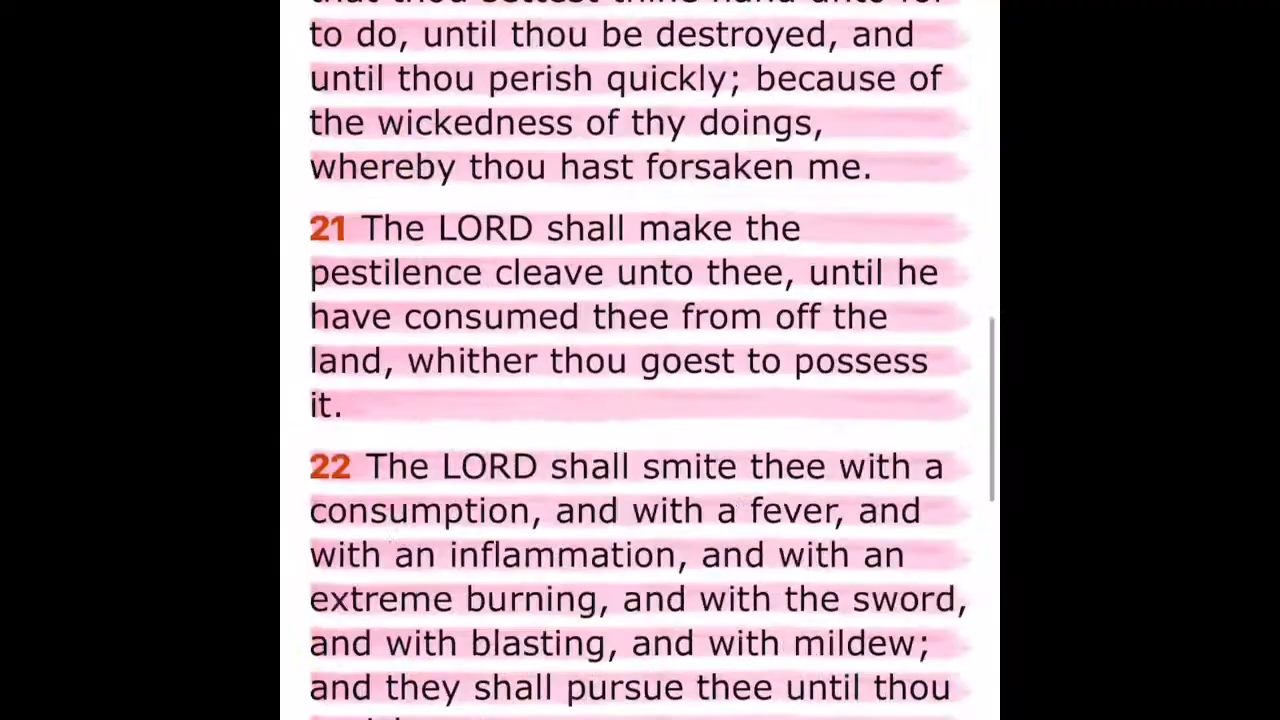 to do, until thou be destroyed, and
until thou perish quickly; because of
the wickedness of thy doings,
whereby thou hast forsaken me.
21 The LORD shall make the
pestilence cleave unto thee, until he
have consumed thee from off the
land, whither thou goest to possess
it.
22 The LORD shall smite thee with a
consumption, and with a fever, and
with an inflammation, and with an
extreme burning, and with the sword,
and with blasting, and with mildew;
and they shall pursue thee until thou